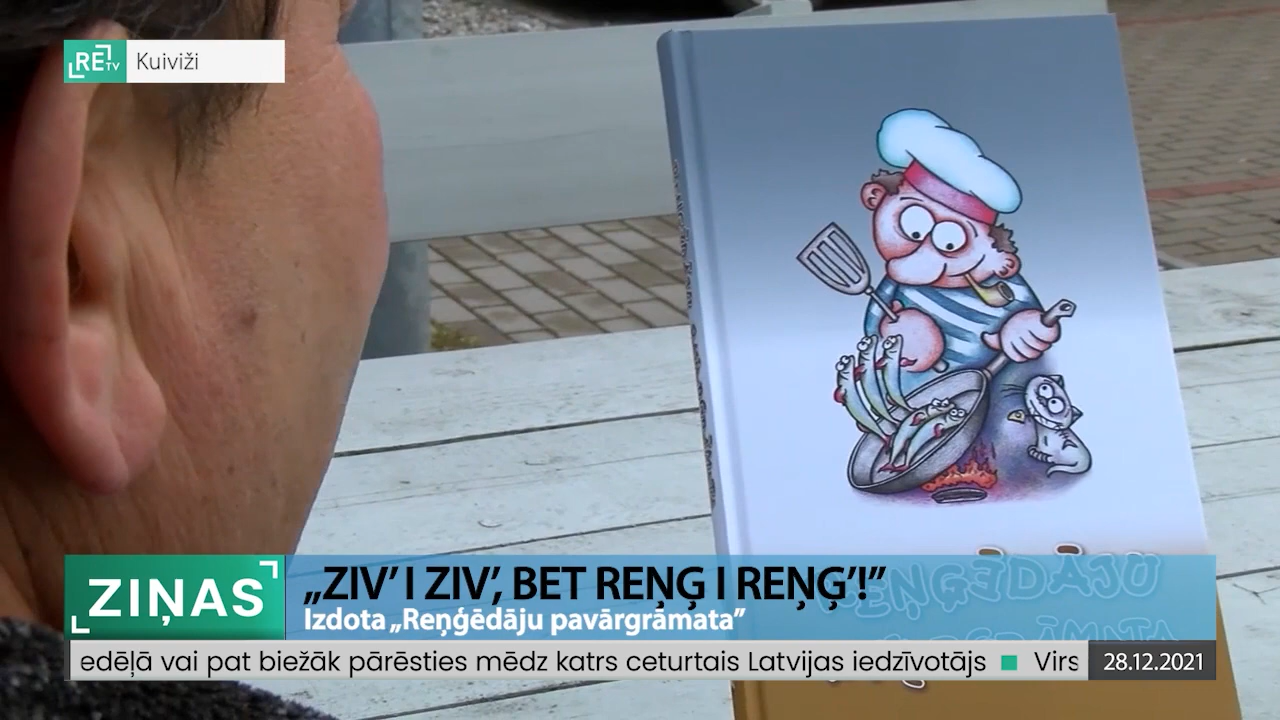 RE TV
Kuiviži
ZIŅAS
„ZIV’ I ZIV’, BET REŅĢ I REŅĢ’!”
Izdota „Reņģēdāju pavārgrāmata”
edēļā vai pat biežāk pārēsties mēdz katrs ceturtais Latvijas iedzīvotājs ■ Virs
28.12.2021